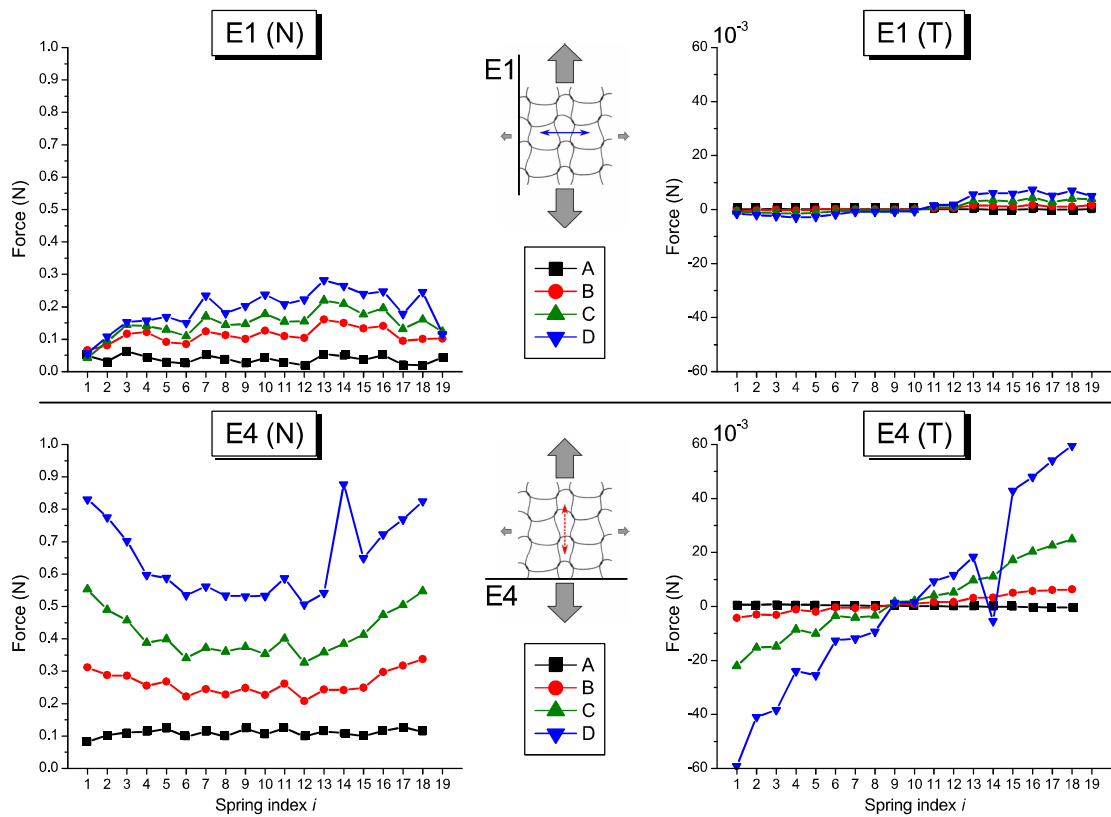 E1 (N)
1.0
0.9
0.8
0.7
0.6
0.5
0.4
0.3
0.2
0.1
0.0
Force (N)
1 2 3 4 5 6 7 8 9 10 11 12 13 14 15 16 17 18 19
E1
A
B
C
D
E1 (T)
10⁻³
60
40
20
0
-20
-40
-60
Force (N)
1 2 3 4 5 6 7 8 9 10 11 12 13 14 15 16 17 18 19
E4 (N)
1.0
0.9
0.8
0.7
0.6
0.5
0.4
0.3
0.2
0.1
0.0
Force (N)
1 2 3 4 5 6 7 8 9 10 11 12 13 14 15 16 17 18 19
Spring index i
E4
A
B
C
D
E4 (T)
10⁻³
60
40
20
0
-20
-40
-60
Force (N)
1 2 3 4 5 6 7 8 9 10 11 12 13 14 15 16 17 18 19
Spring index i